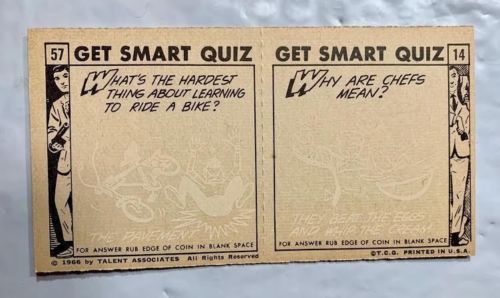 57
GET SMART QUIZ
WHAT'S THE HARDEST
THING ABOUT LEARNING
TO RIDE A BIKE?
THE PAVEMENT
FOR ANSWER RUB EDGE OF COIN IN BLANK SPACE
© 1966 by TALENT ASSOCIATES All Rights Reserved
GET SMART QUIZ
14
WHY ARE CHEFS
MEAN?
THEY BEAT THE EGGS
AND WHIP THE CREAM.
FOR ANSWER RUB EDGE OF COIN IN BLANK SPACE
©T.C.G. PRINTED IN U.S.A.